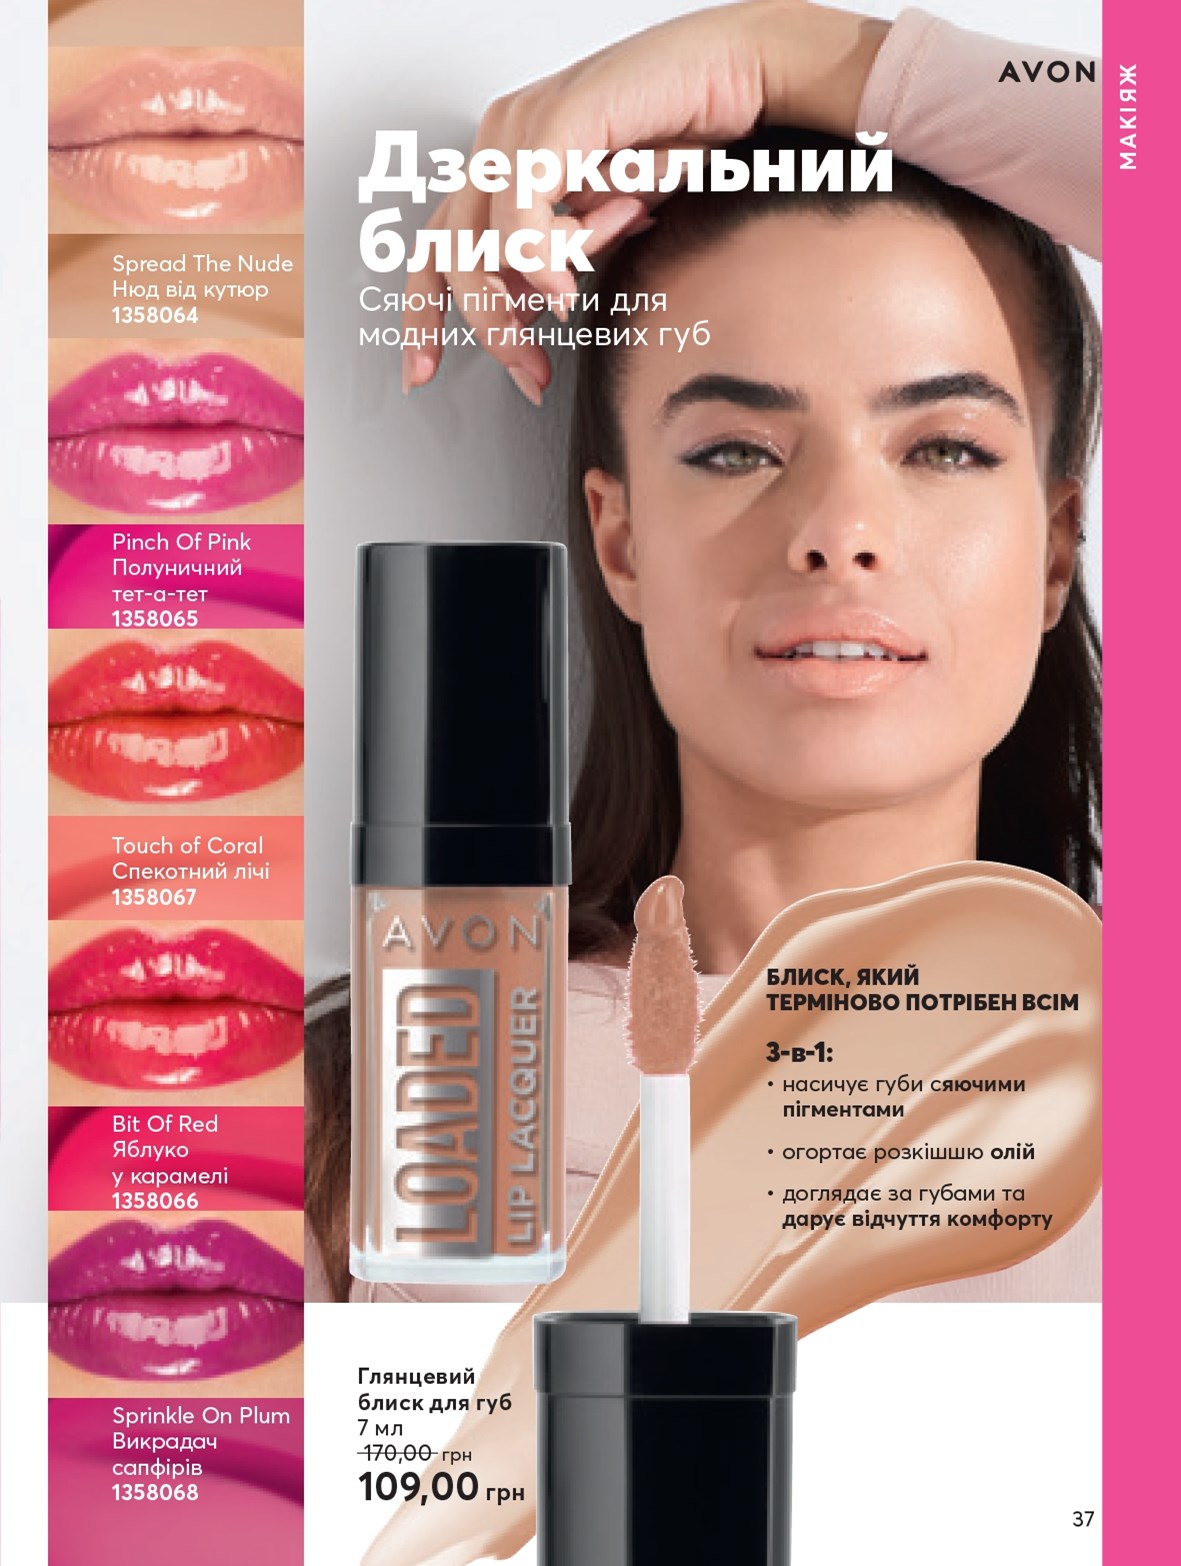 AVON
МАКІЯЖ
Дзеркальний
блиск
Сяючі пігменти для
модних глянцевих губ
Spread The Nude
Нюд від кутюр
1358064
Pinch Of Pink
Полуничний
тет-а-тет
1358065
Touch of Coral
Спекотний лічі
1358067
Bit Of Red
Яблуко
у карамелі
1358066
Sprinkle On Plum
Викрадач
сапфірів
1358068
AVON
LOADED
LIP LACQUER
БЛИСК, ЯКИЙ
ТЕРМІНОВО ПОТРІБЕН ВСІМ
3-в-1:
• насичує губи сяючими
пігментами
• огортає розкішшю олій
• доглядає за губами та
дарує відчуття комфорту
Глянцевий
блиск для губ
7 мл
170,00 грн
109,00 грн
37